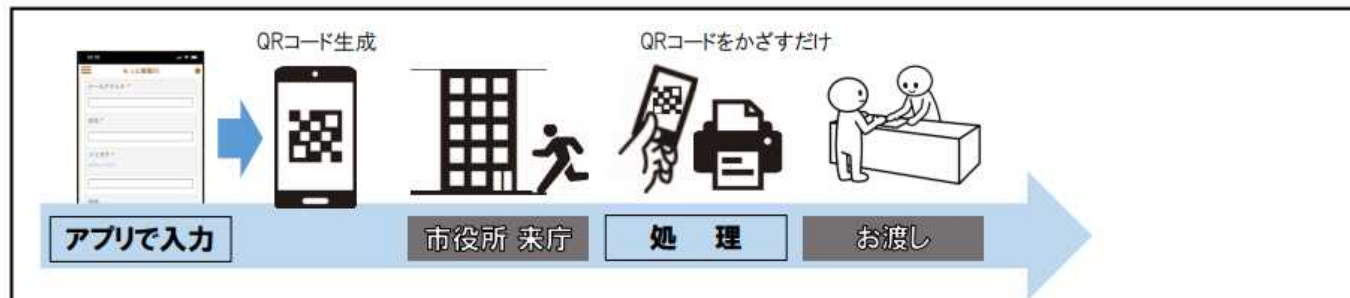 QRコード生成
QRコードをかざすだけ
アプリで入力
市役所 来庁
処 理
お渡し